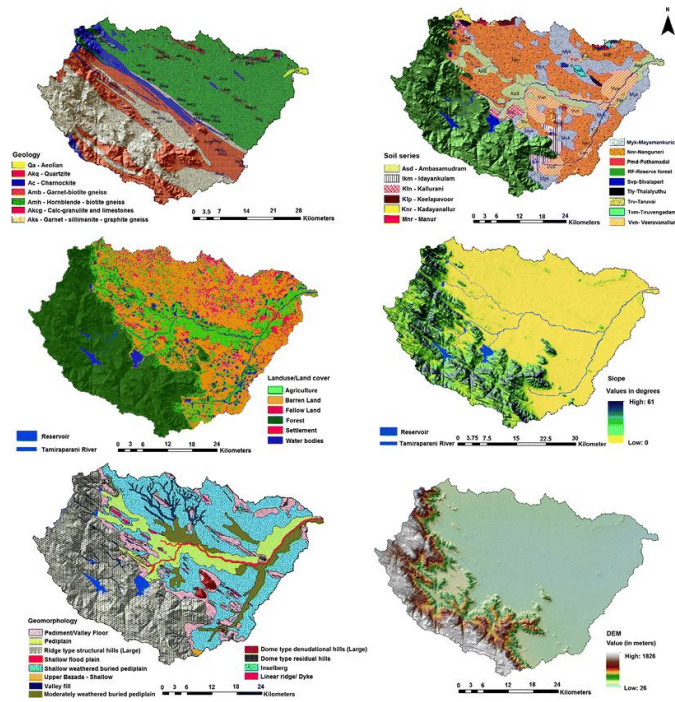 Geology
Qa - Aeolian
Akq - Quartzite
Ac - Chemockite
Amb - Garnet-biotite gneiss
Amh - Hornblende - biotite gneiss
Akcg - Calc-granulite and limestones
Aks - Garnet - sillimanite - graphite gneiss
0 3.5 7 14 21 28
Kilometers
N
Soil series
Asd - Ambasamudram
Ikm - Idayankulam
Kln - Kallurani
Klp - Keelapavoor
Knr - Kadayanallur
Mnr - Manur
Myk-Mayamankurichi
Nnr-Nanguneri
Pmd-Pothamadal
RF-Reserve forest
Svp-Sivalaperi
Tly-Thalaiyuthu
Trv-Taruvai
Tvm-Tiruvengadam
Vvn- Veeravanallur
0 3 6 12 18 24
Kilometers
Landuse/Land cover
Agriculture
Barren Land
Fallow Land
Forest
Settlement
Water bodies
Reservoir
Tamiraparani River
0 3 6 12 18 24
Kilometers
Slope
Values in degrees
High: 61
Low: 0
Reservoir
Tamiraparani River
0 3.75 7.5 15 22.5 30
Kilometer
Geomorphology
Pediment/Valley Floor
Pediplain
Ridge type structural hills (Large)
Shallow flood plain
Shallow weathered buried pediplain
Upper Bazada - Shallow
Valley fill
Moderately weathered buried pediplain
Dome type denudational hills (Large)
Dome type residual hills
Inselberg
Linear ridge/ Dyke
0 3 6 12 18 24
Kilometers
DEM
Value (in meters)
High: 1826
Low: 26
0 3 6 12 18 24
Kilometers